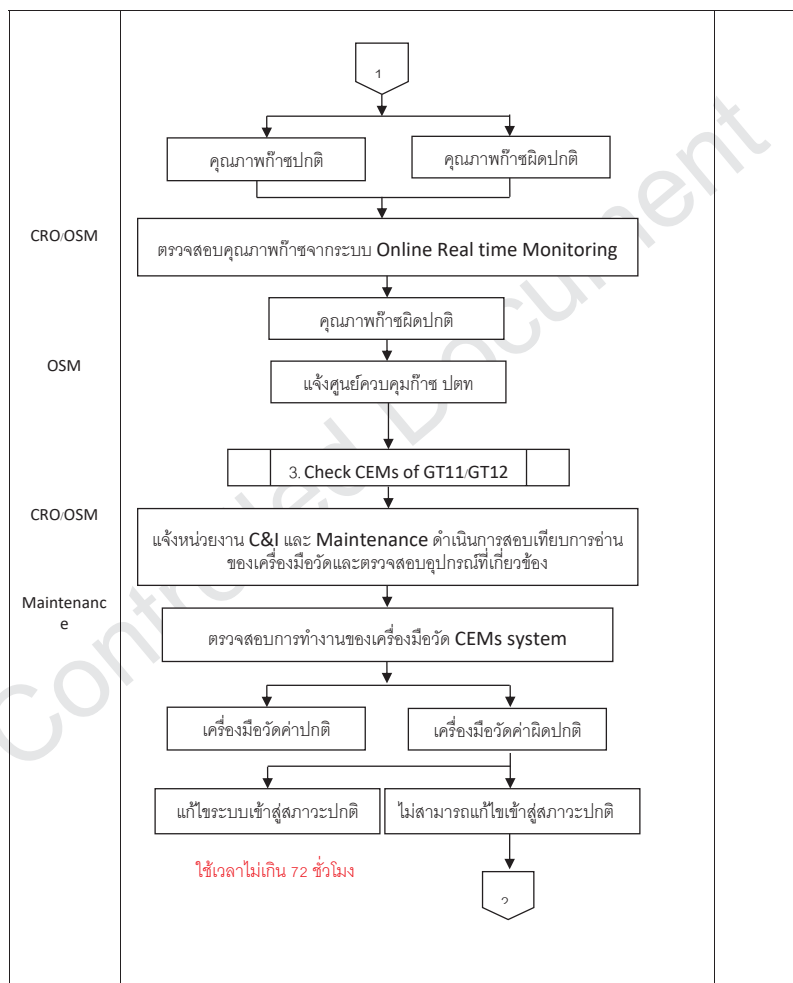 1
คุณภาพก๊าซปกติ
คุณภาพก๊าซผิดปกติ
CRO/OSM
ตรวจสอบคุณภาพก๊าซจากระบบ Online Real time Monitoring
คุณภาพก๊าซผิดปกติ
OSM
แจ้งศูนย์ควบคุมก๊าซ ปตท
3. Check CEMs of GT11/GT12
CRO/OSM
แจ้งหน่วยงาน C&I และ Maintenance ดำเนินการสอบเทียบการอ่าน
ของเครื่องมือวัดและตรวจสอบอุปกรณ์ที่เกี่ยวข้อง
Maintenanc
e
ตรวจสอบการทำงานของเครื่องมือวัด CEMs system
เครื่องมือวัดค่าปกติ
เครื่องมือวัดค่าผิดปกติ
แก้ไขระบบเข้าสู่สภาวะปกติ
ไม่สามารถแก้ไขเข้าสู่สภาวะปกติ
ใช้เวลาไม่เกิน 72 ชั่วโมง
2
Controlled Document